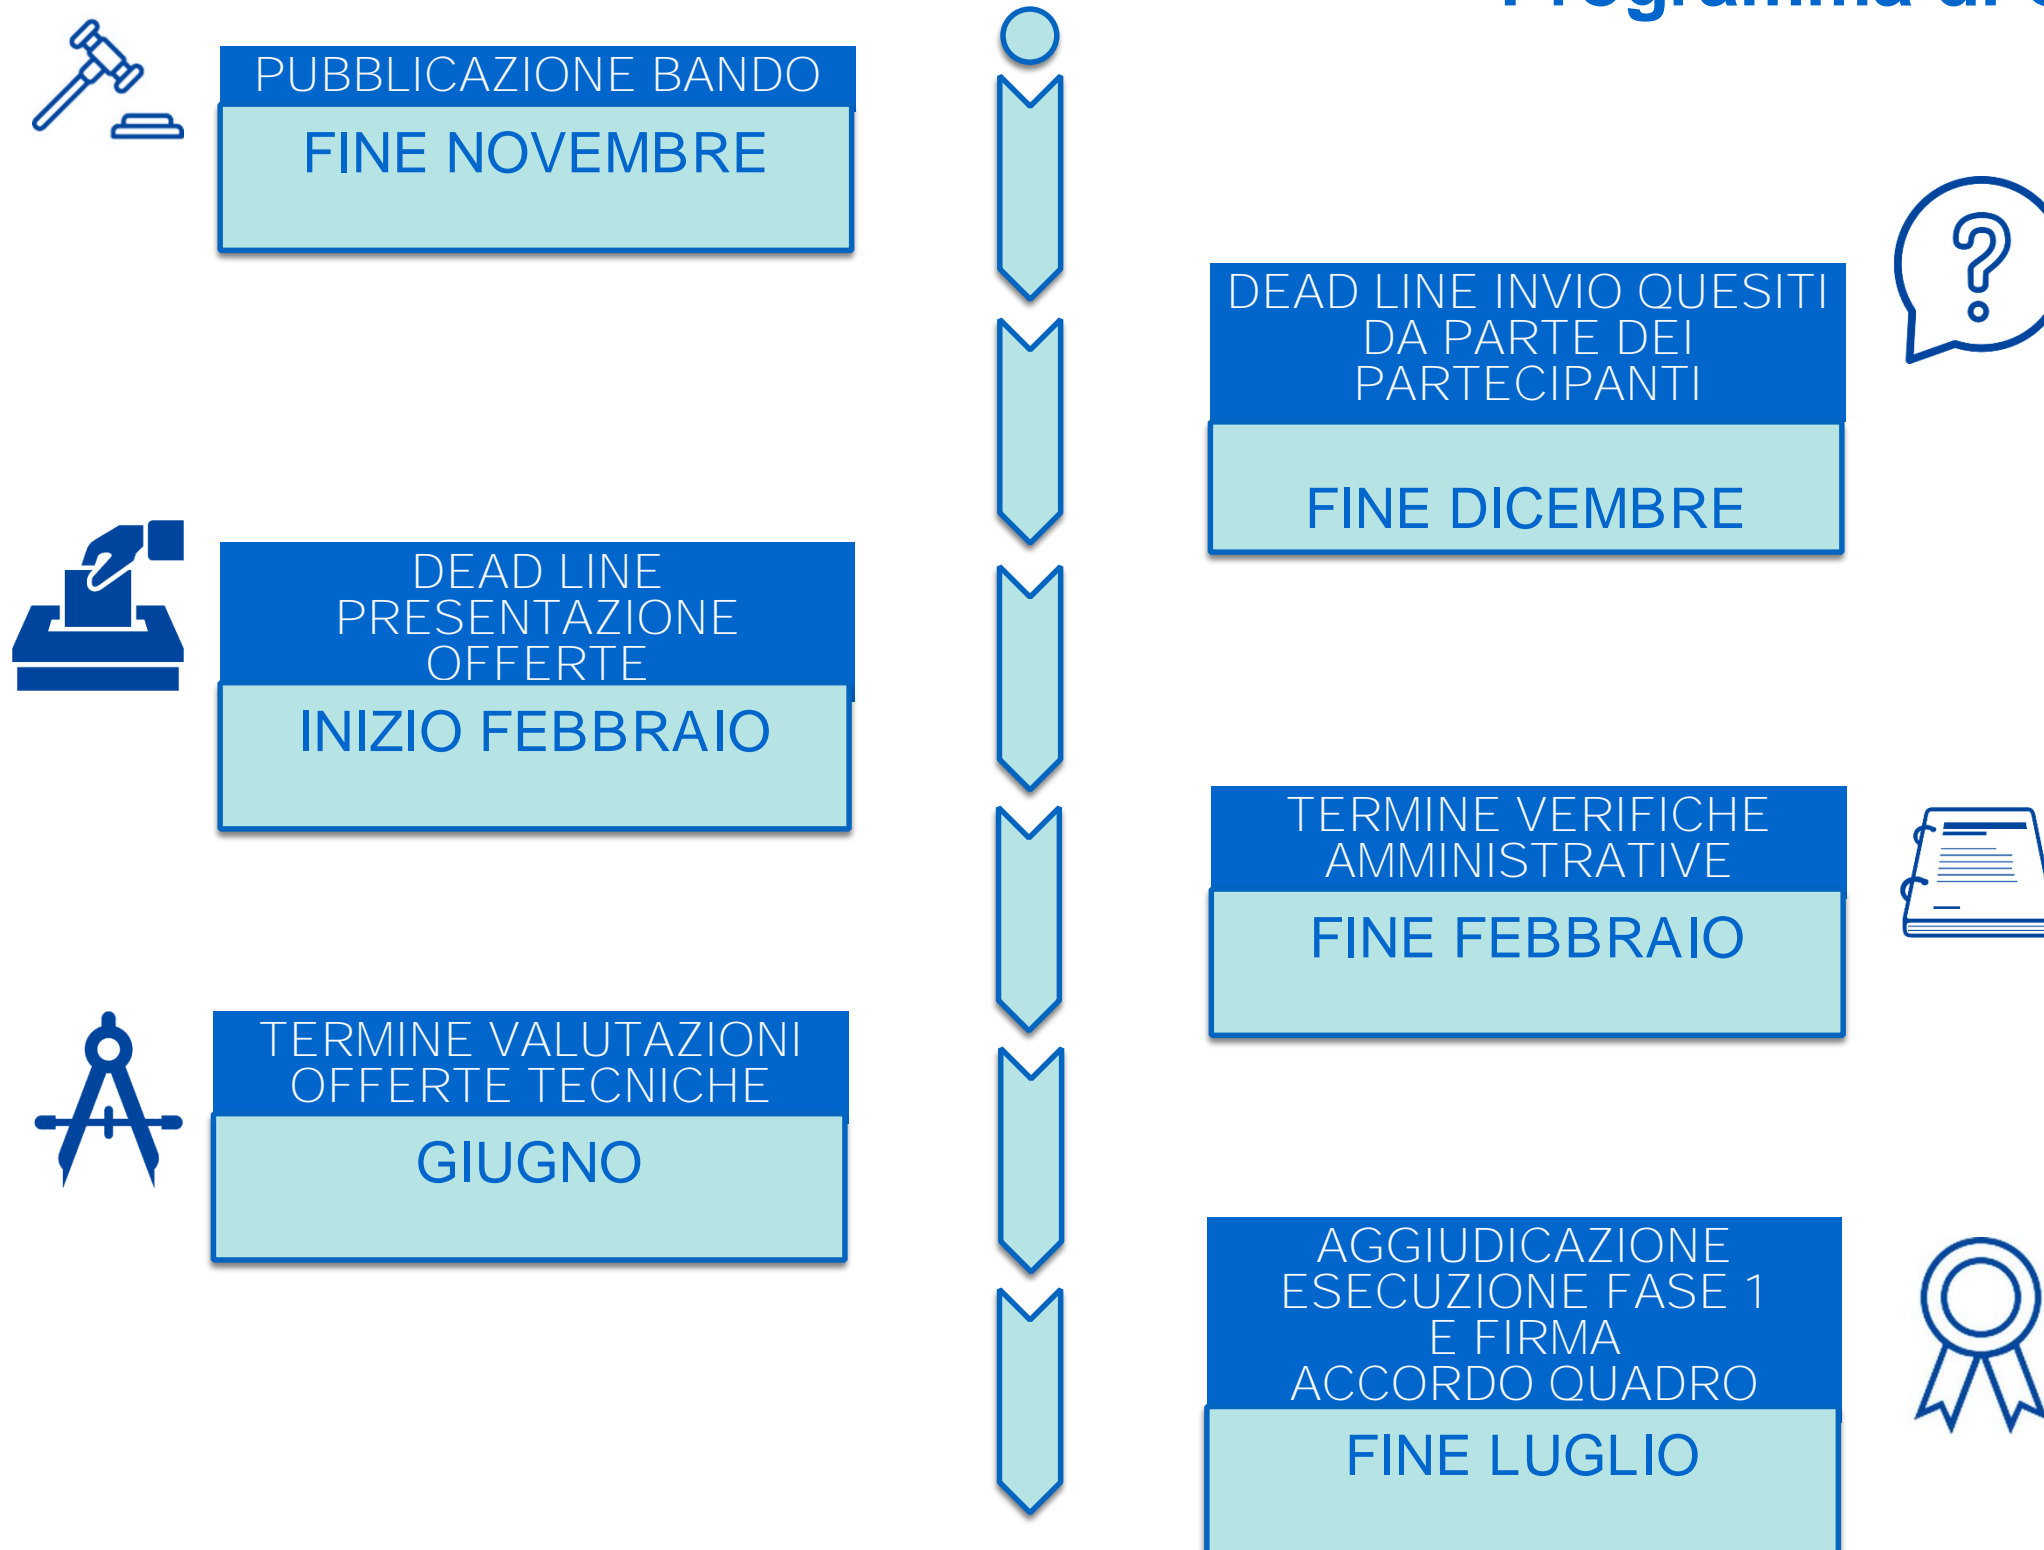 Programma di
PUBBLICAZIONE BANDO
FINE NOVEMBRE
DEAD LINE INVIO QUESITI
DA PARTE DEI
PARTECIPANTI
FINE DICEMBRE
DEAD LINE
PRESENTAZIONE
OFFERTE
INIZIO FEBBRAIO
TERMINE VERIFICHE
AMMINISTRATIVE
FINE FEBBRAIO
TERMINE VALUTAZIONI
OFFERTE TECNICHE
GIUGNO
AGGIUDICAZIONE
ESECUZIONE FASE 1
E FIRMA
ACCORDO QUADRO
FINE LUGLIO